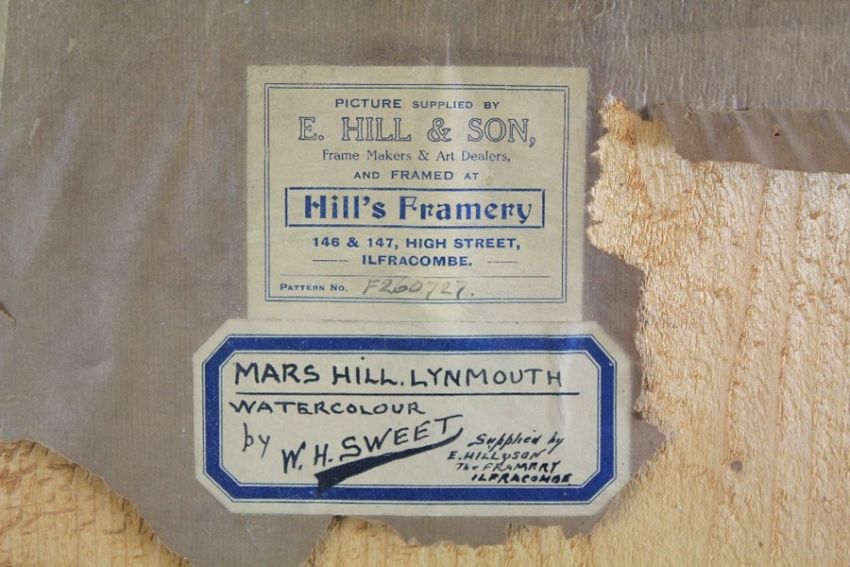 PICTURE SUPPLIED BY
E. HILL & SON,
Frame Makers & Art Dealers,
AND FRAMED AT
Hill's Framery
146 & 147, HIGH STREET,
ILFRACOMBE.
PATTERN No. F260727.
MARS HILL. LYNMOUTH
WATERCOLOUR
by W.H. SWEET
Supplied by
E. HILL & SON
THE FRAMERY
ILFRACOMBE